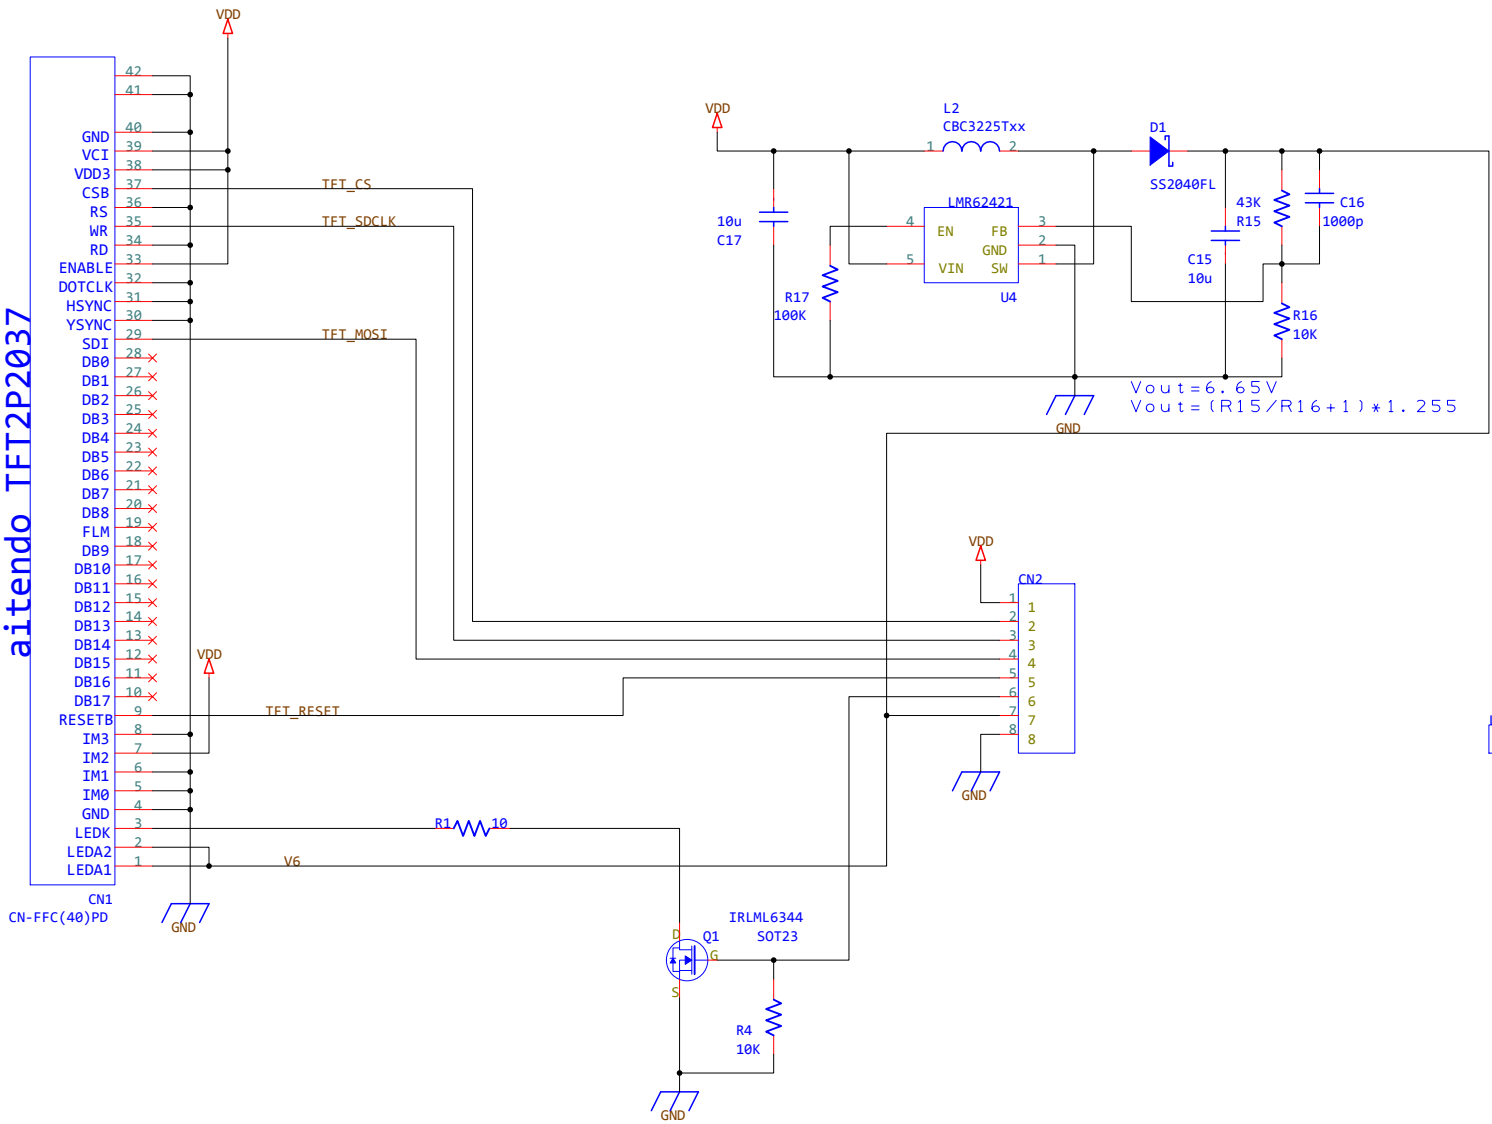 VDD
42
41
40
GND
39
VCI
38
VDD3
37
CSB
TFT_CS
36
RS
35
WR
TFT_SDCLK
34
RD
33
ENABLE
32
DOTCLK
31
HSYNC
30
YSYNC
29
SDI
TFT_MOSI
28
DB0
27
DB1
26
DB2
25
DB3
24
DB4
23
DB5
22
DB6
21
DB7
20
DB8
19
FLM
18
DB9
17
DB10
16
DB11
15
DB12
14
DB13
13
DB14
12
DB15
11
DB16
10
DB17
9
RESETB
TFT_RESET
8
IM3
7
IM2
6
IM1
5
IM0
4
GND
3
LEDK
2
LEDA2
1
LEDA1
aitendo TFT2P2037
CN1
CN-FFC(40)PD
GND
VDD
V6
R1 10
VDD
L2
CBC3225Txx
1 2
D1
SS2040FL
10u
C17
LMR62421
4 EN FB 3
GND 2
5 VIN SW 1
U4
R17
100K
43K
R15
C16
1000p
C15
10u
R16
10K
GND
Vout=6.65V
Vout=(R15/R16+1)*1.255
VDD
CN2
1 1
2 2
3 3
4 4
5 5
6 6
7 7
8 8
GND
IRLML6344
SOT23
Q1
D
G
S
R4
10K
GND